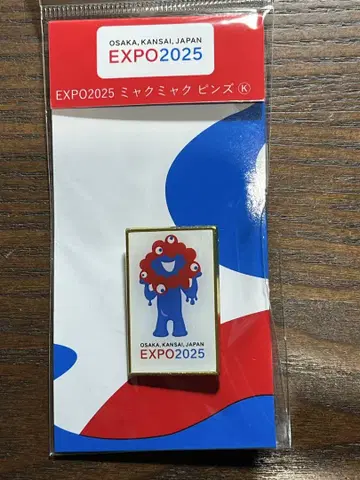 OSAKA, KANSAI, JAPAN
EXPO2025
EXPO2025 ミャクミャク ピンズ Ⓚ
OSAKA, KANSAI, JAPAN
EXPO2025